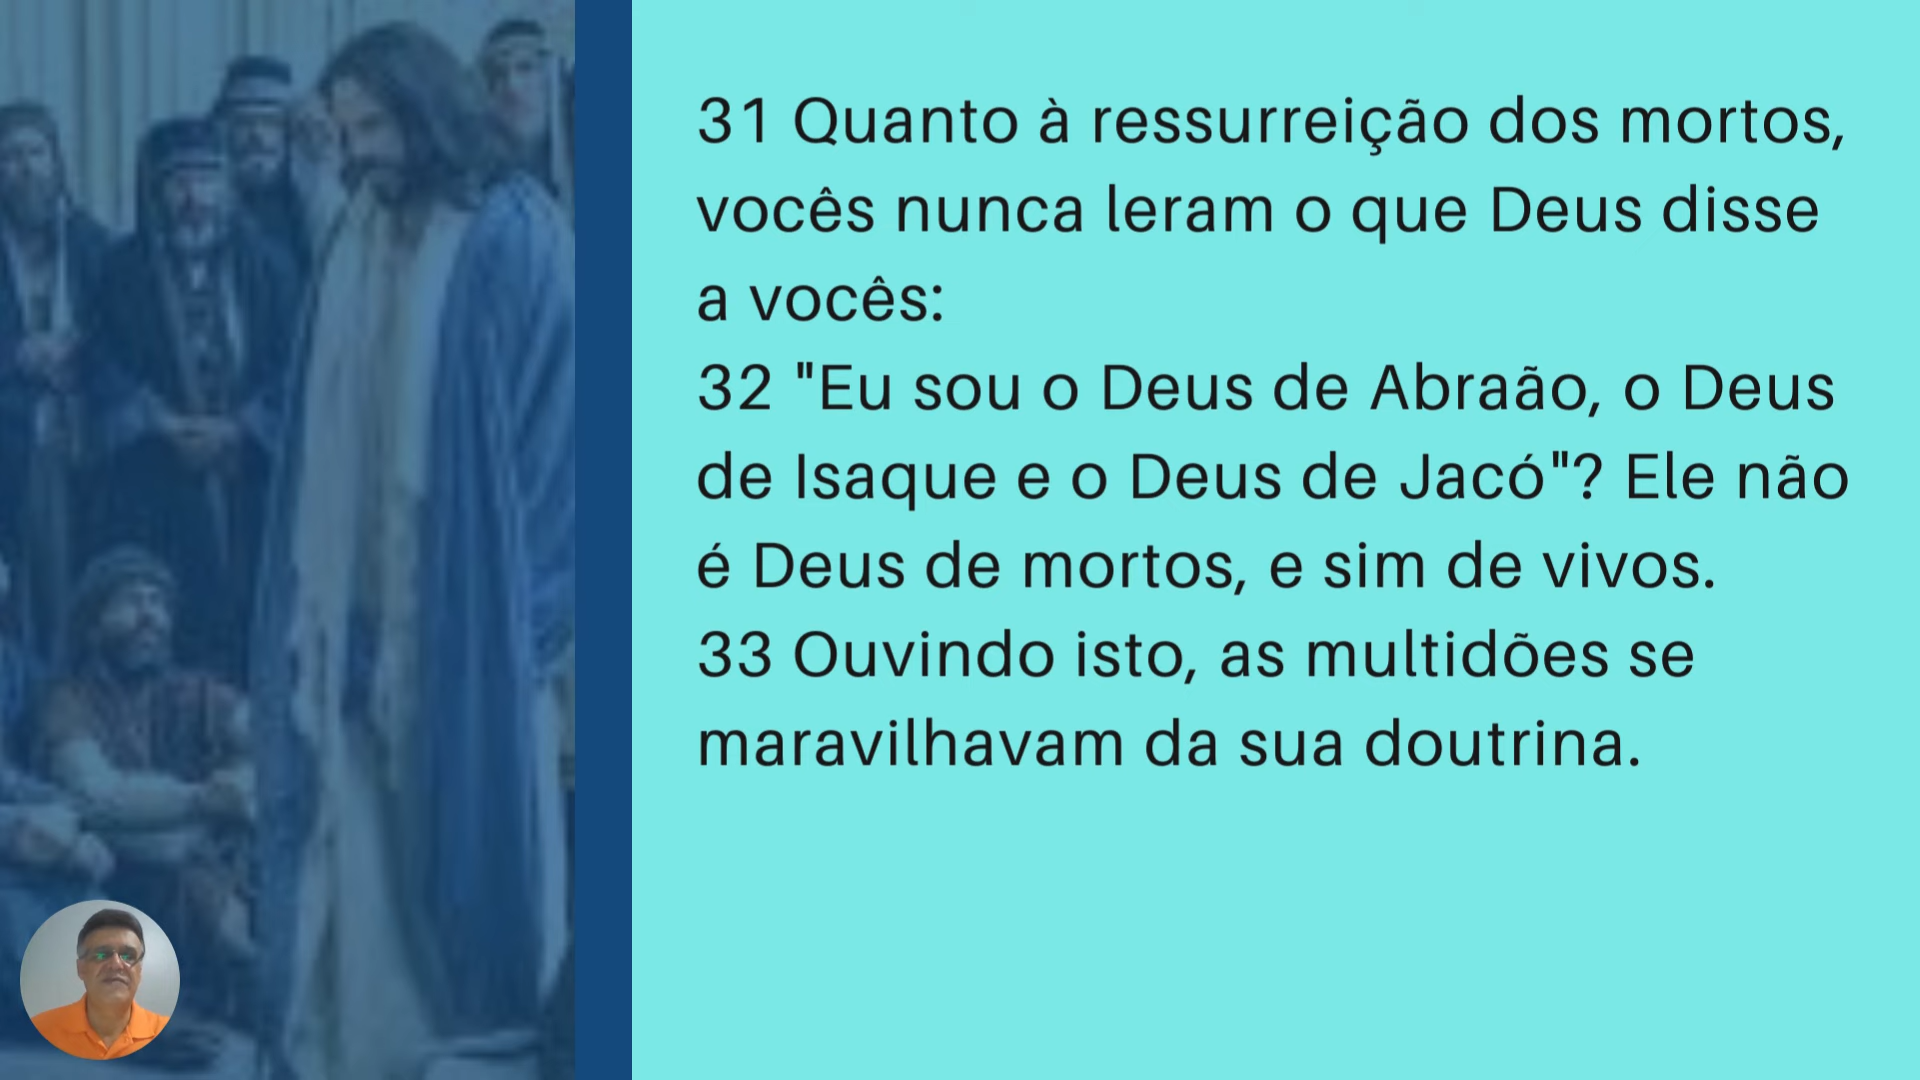 31 Quanto à ressurreição dos mortos,
vocês nunca leram o que Deus disse
a vocês:
32 "Eu sou o Deus de Abraão, o Deus
de Isaque e o Deus de Jacó"? Ele não
é Deus de mortos, e sim de vivos.
33 Ouvindo isto, as multidões se
maravilhavam da sua doutrina.